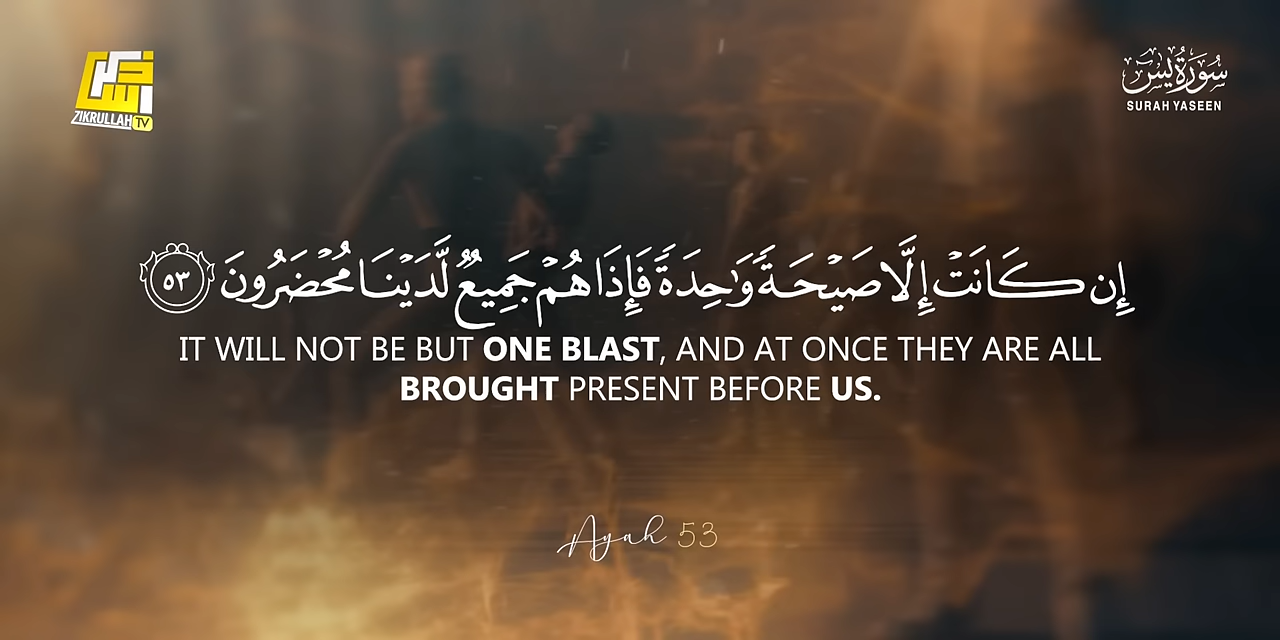 ZIKRULLAH TV
سُورَةُ يسٓ
SURAH YASEEN
إِن كَانَتْ إِلَّا صَيْحَةً وَٰحِدَةً فَإِذَا هُمْ جَمِيعٌ لَّدَيْنَا مُحْضَرُونَ ٥٣
IT WILL NOT BE BUT ONE BLAST, AND AT ONCE THEY ARE ALL
BROUGHT PRESENT BEFORE US.
Ayah 53